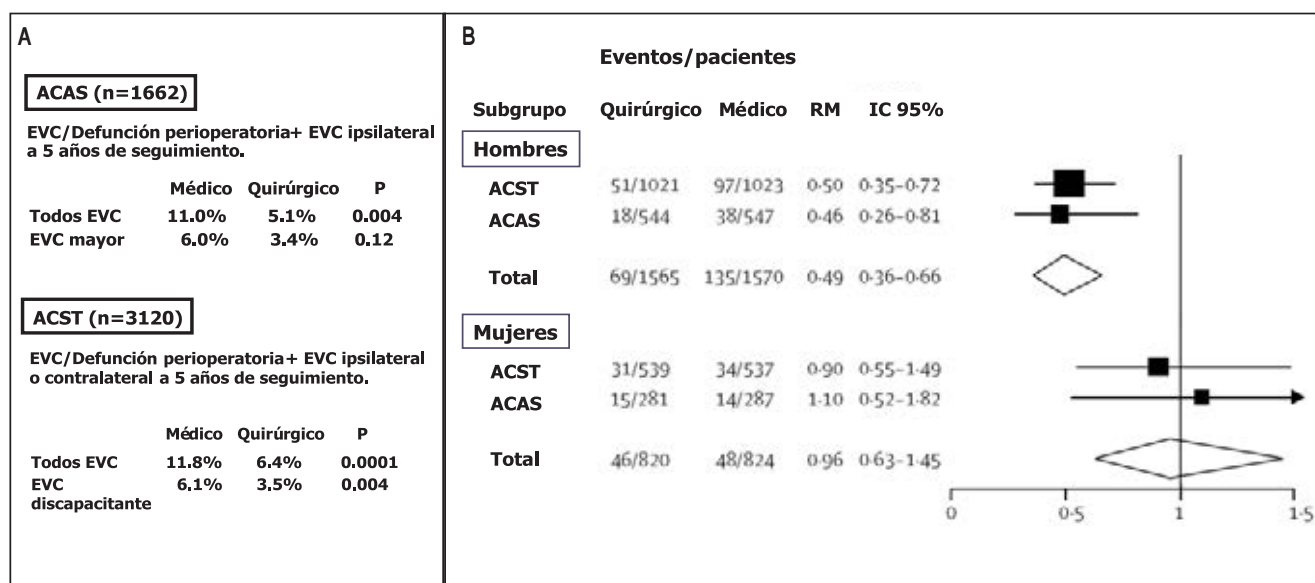 A
ACAS (n=1662)
EVC/Defunción perioperatoria+ EVC ipsilateral
a 5 años de seguimiento.
Médico Quirúrgico P
Todos EVC 11.0% 5.1% 0.004
EVC mayor 6.0% 3.4% 0.12
ACST (n=3120)
EVC/Defunción perioperatoria+ EVC ipsilateral
o contralateral a 5 años de seguimiento.
Médico Quirúrgico P
Todos EVC 11.8% 6.4% 0.0001
EVC 6.1% 3.5% 0.004
discapacitante
B
Eventos/pacientes
Subgrupo Quirúrgico Médico RM IC 95%
Hombres
ACST 51/1021 97/1023 0·50 0·35–0·72
ACAS 18/544 38/547 0·46 0·26–0·81
Total 69/1565 135/1570 0·49 0·36–0·66
Mujeres
ACST 31/539 34/537 0·90 0·55–1·49
ACAS 15/281 14/287 1·10 0·52–1·82
Total 46/820 48/824 0·96 0·63–1·45
0 0·5 1 1·5